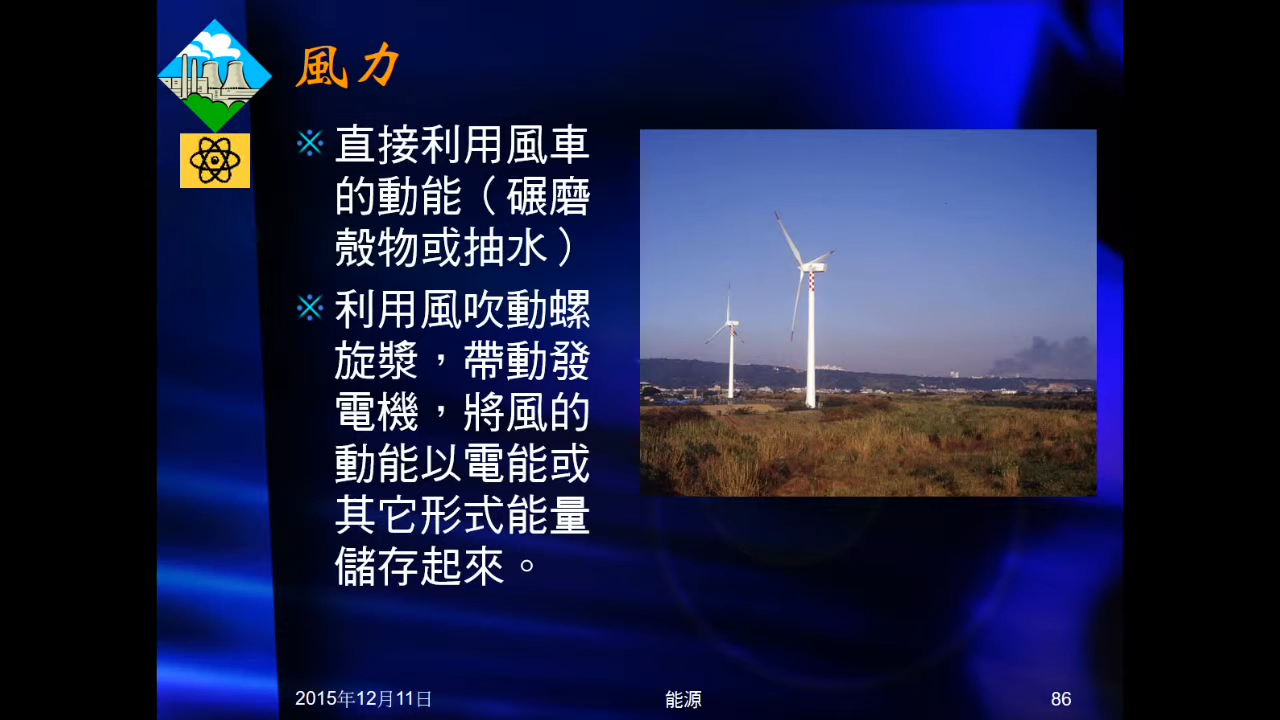 風力
※ 直接利用風車
的動能（碾磨
殼物或抽水）
※ 利用風吹動螺
旋漿，帶動發
電機，將風的
動能以電能或
其它形式能量
儲存起來。
2015年12月11日
能源
86